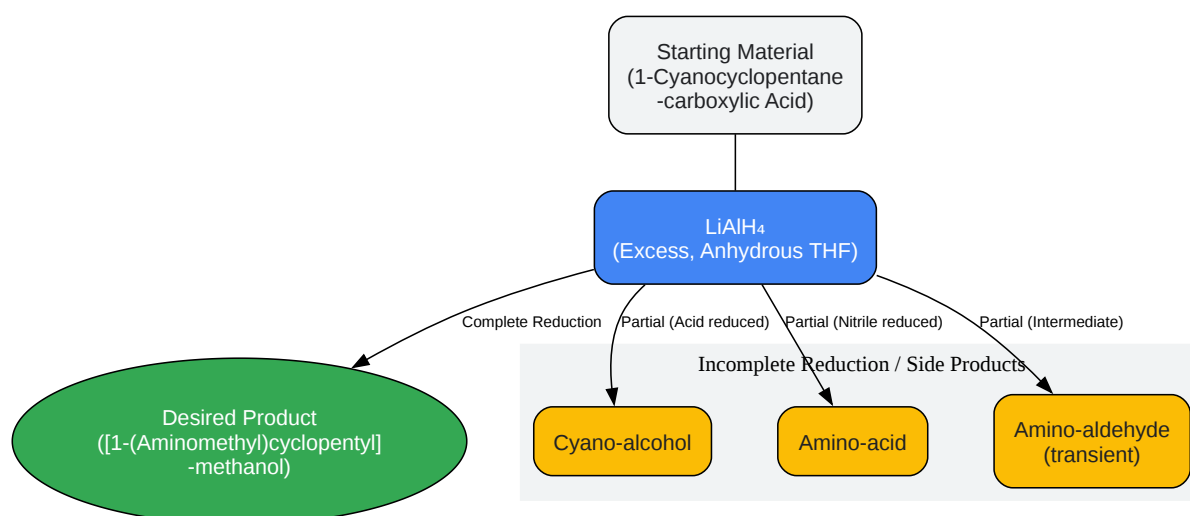 Starting Material
(1-Cyanocyclopentane
-carboxylic Acid)
LiAlH₄
(Excess, Anhydrous THF)
Complete Reduction
Partial (Acid reduced)
Partial (Nitrile reduced)
Partial (Intermediate)
Incomplete Reduction / Side Products
Desired Product
([1-(Aminomethyl)cyclopentyl]
-methanol)
Cyano-alcohol
Amino-acid
Amino-aldehyde
(transient)